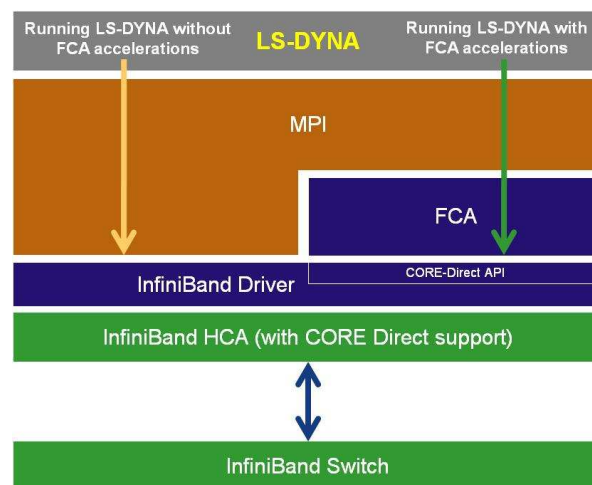 Running LS-DYNA without
FCA accelerations
LS-DYNA
Running LS-DYNA with
FCA accelerations
MPI
FCA
CORE-Direct API
InfiniBand Driver
InfiniBand HCA (with CORE Direct support)
InfiniBand Switch